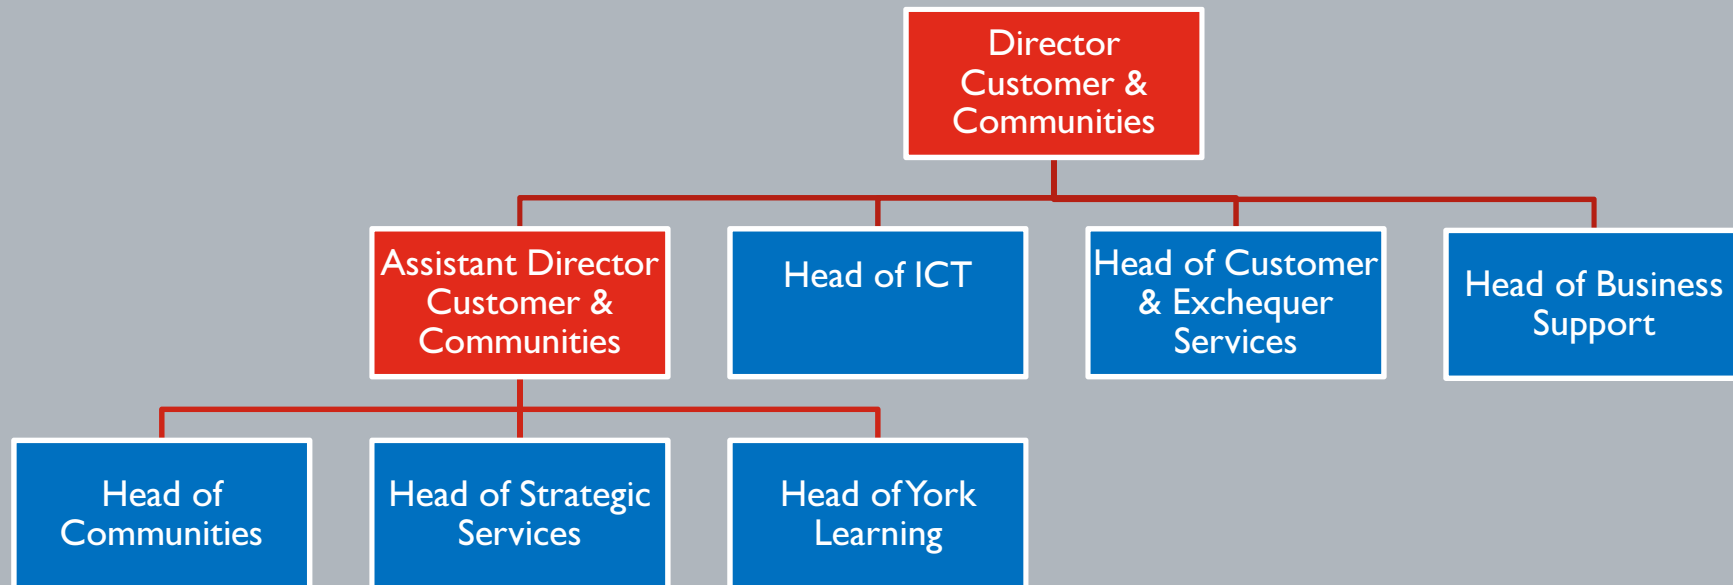 Director
Customer &
Communities
Assistant Director
Customer &
Communities
Head of ICT
Head of Customer
& Exchequer
Services
Head of Business
Support
Head of
Communities
Head of Strategic
Services
Head of York
Learning